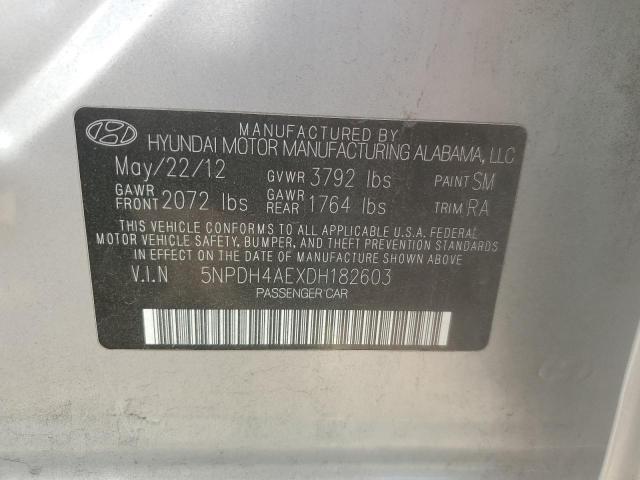 MANUFACTURED BY
HYUNDAI MOTOR MANUFACTURING ALABAMA, LLC
May/22/12 GVWR 3792 lbs PAINT SM
GAWR FRONT 2072 lbs GAWR REAR 1764 lbs TRIM RA
THIS VEHICLE CONFORMS TO ALL APPLICABLE U.S.A. FEDERAL
MOTOR VEHICLE SAFETY, BUMPER, AND THEFT PREVENTION STANDARDS
IN EFFECT ON THE DATE OF MANUFACTURE SHOWN ABOVE
V.I.N 5NPDH4AEXDH182603
PASSENGER CAR